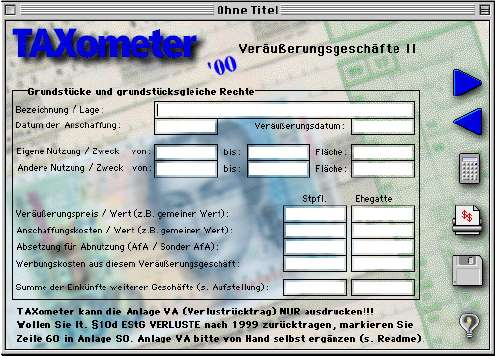 Ohne Titel
TAXometer '00
Veräußerungsgeschäfte II
Grundstücke und grundstücksgleiche Rechte
Bezeichnung / Lage:
Datum der Anschaffung: Veräußerungsdatum:
Eigene Nutzung / Zweck von: bis: Fläche:
Andere Nutzung / Zweck von: bis: Fläche:
Stpfl. Ehegatte
Veräußerungspreis / Wert (z.B. gemeiner Wert):
Anschaffungskosten / Wert (z.B. gemeiner Wert):
Absetzung für Abnutzung (AfA / Sonder AfA):
Werbungskosten aus diesem Veräußerungsgeschäft:
Summe der Einkünfte weiterer Geschäfte (s. Aufstellung):
TAXometer kann die Anlage VA (Verlustrücktrag) NUR ausdrucken!!!
Wollen Sie lt. §10d EStG VERLUSTE nach 1999 zurücktragen, markieren Sie
Zeile 60 in Anlage SO. Anlage VA bitte von Hand selbst ergänzen (s. Readme)
$$